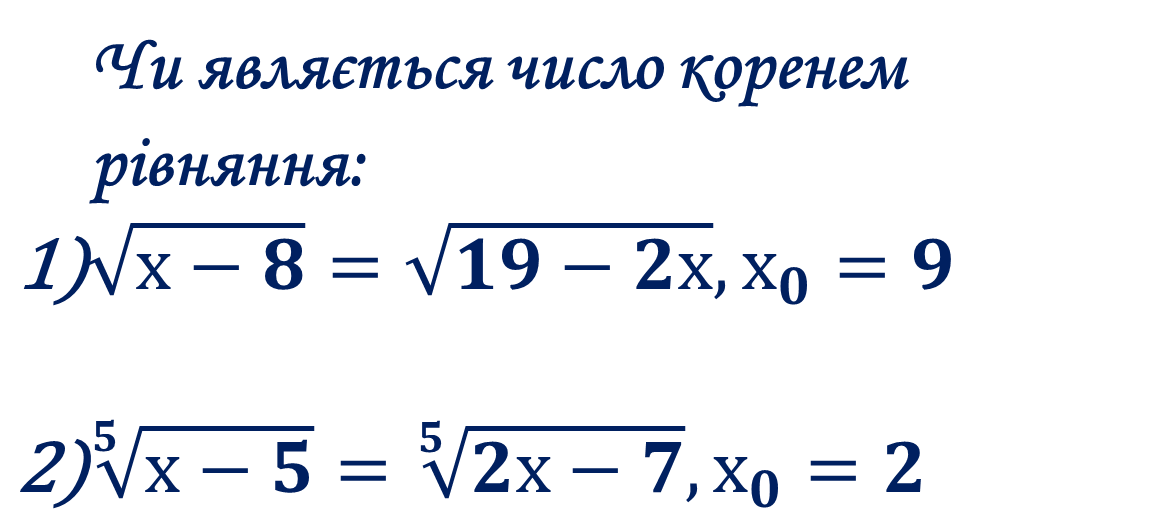 Чи являється число коренем
рівняння:
1)√(x − 8) = √(19 − 2x), x₀ = 9
2)⁵√(x − 5) = ⁵√(2x − 7), x₀ = 2